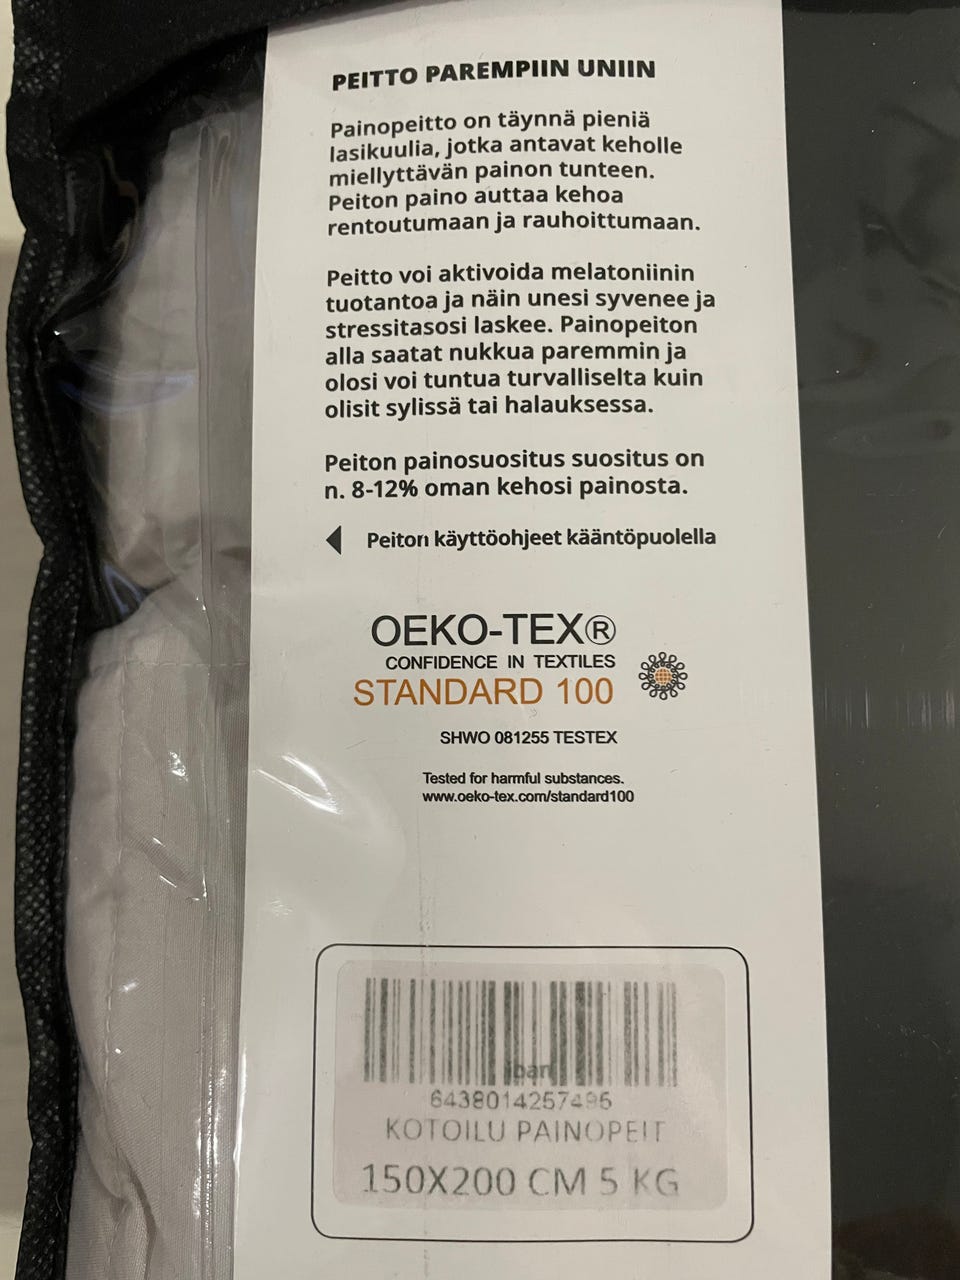 PEITTO PAREMPIIN UNIIN
Painopeitto on täynnä pieniä
lasikuulia, jotka antavat keholle
miellyttävän painon tunteen.
Peiton paino auttaa kehoa
rentoutumaan ja rauhoittumaan.
Peitto voi aktivoida melatoniinin
tuotantoa ja näin unesi syvenee ja
stressitasosi laskee. Painopeiton
alla saatat nukkua paremmin ja
olosi voi tuntua turvalliselta kuin
olisit sylissä tai halauksessa.
Peiton painosuositus suositus on
n. 8-12% oman kehosi painosta.
Peiton käyttöohjeet kääntöpuolella
OEKO-TEX®
CONFIDENCE IN TEXTILES
STANDARD 100
SHWO 081255 TESTEX
Tested for harmful substances.
www.oeko-tex.com/standard100
6438014257495
KOTOILU PAINOPEIT
150X200 CM 5 KG